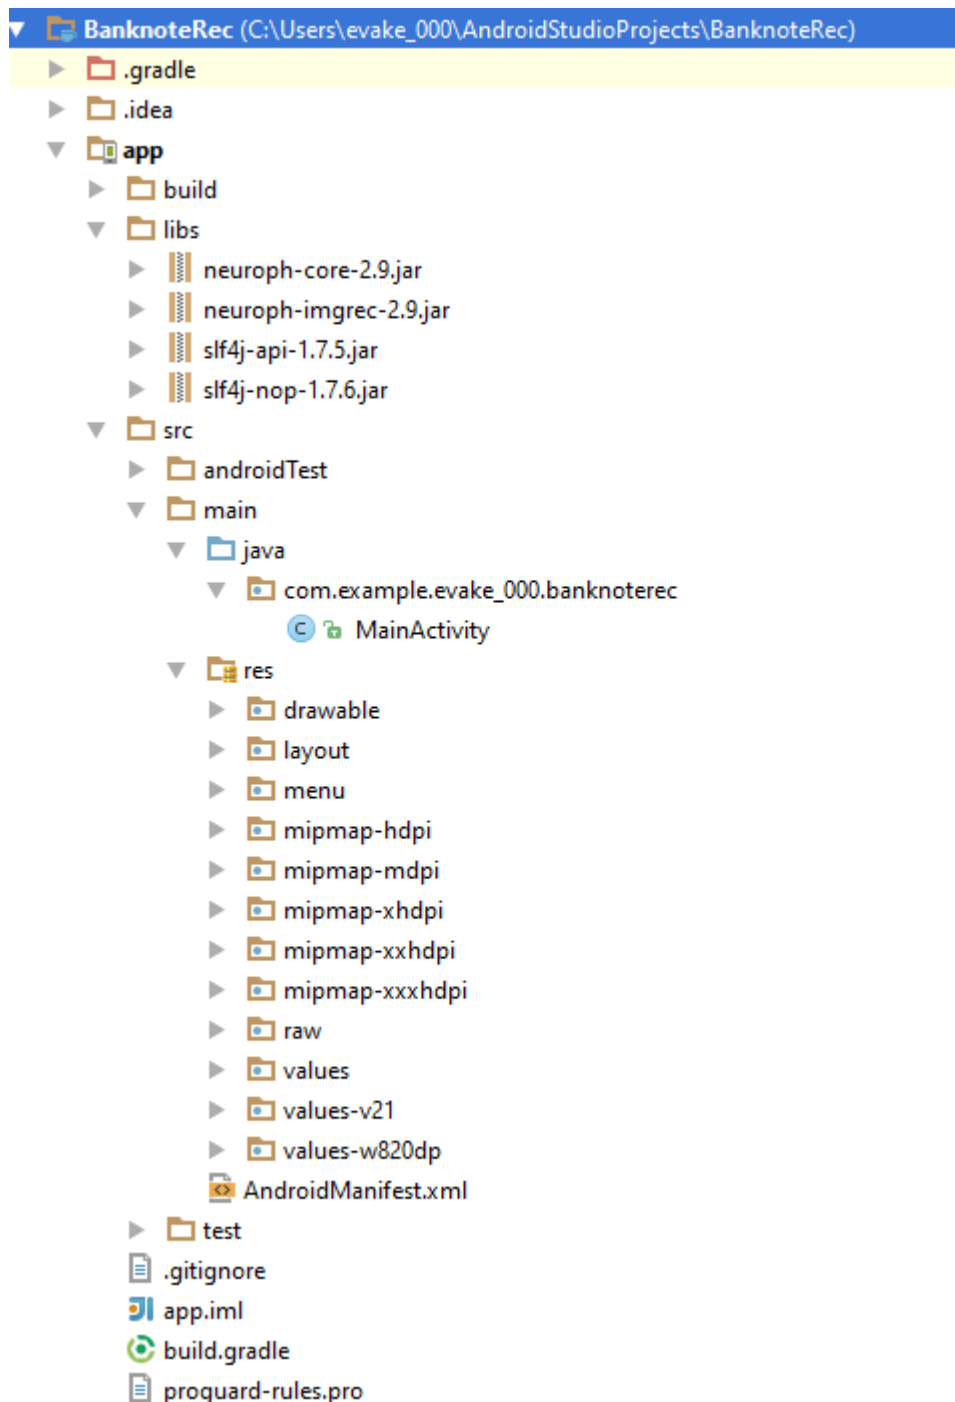 BanknoteRec (C:\Users\evake_000\AndroidStudioProjects\BanknoteRec)
.gradle
.idea
app
build
libs
neuroph-core-2.9.jar
neuroph-imgrec-2.9.jar
slf4j-api-1.7.5.jar
slf4j-nop-1.7.6.jar
src
androidTest
main
java
com.example.evake_000.banknoterec
MainActivity
res
drawable
layout
menu
mipmap-hdpi
mipmap-mdpi
mipmap-xhdpi
mipmap-xxhdpi
mipmap-xxxhdpi
raw
values
values-v21
values-w820dp
AndroidManifest.xml
test
.gitignore
app.iml
build.gradle
proguard-rules.pro